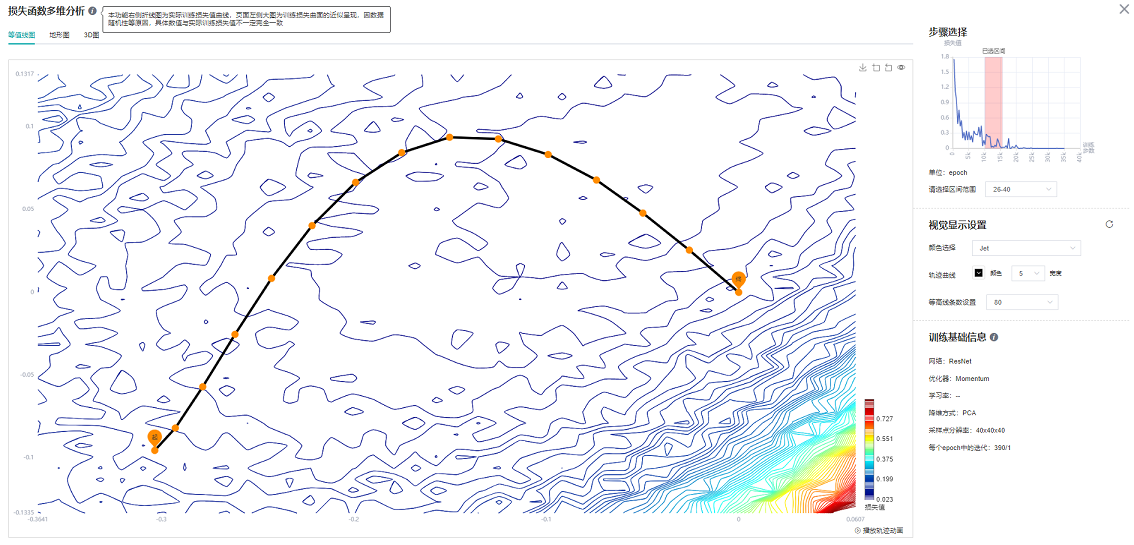 损失函数多维分析
本功能右侧折线图为实际训练损失值曲线，页面左侧大图为训练损失曲面的近似呈现，因数据
随机性等原因，具体数值与实际训练损失值不一定完全一致
等值线图 地形图 3D图
0.1317
0.1
0.05
0
-0.05
-0.1
-0.1335
-0.3641 -0.3 -0.2 -0.1 0 0.0607
起
终
0.727
0.551
0.375
0.199
0.023
损失值
播放轨迹动画
步骤选择
损失值
已选区间
1.8
1.5
1.2
0.9
0.6
0.3
0
0 5k 10k 15k 20k 25k 30k 35k 40k
训练
步数
单位：epoch
请选择区间范围 26-40
视觉显示设置
颜色选择 Jet
轨迹曲线 颜色 5 宽度
等高线条数设置 80
训练基础信息
网络：ResNet
优化器：Momentum
学习率：--
降维方式：PCA
采样点分辨率：40x40x40
每个epoch中的迭代：390/1